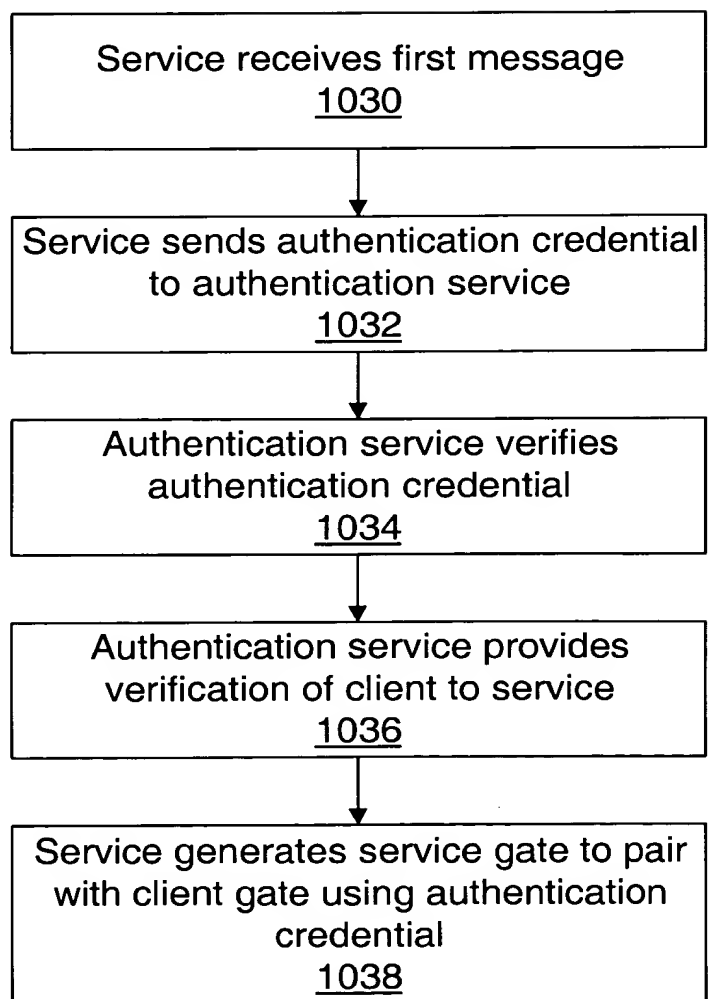 Service receives first message
1030
Service sends authentication credential
to authentication service
1032
Authentication service verifies
authentication credential
1034
Authentication service provides
verification of client to service
1036
Service generates service gate to pair
with client gate using authentication
credential
1038